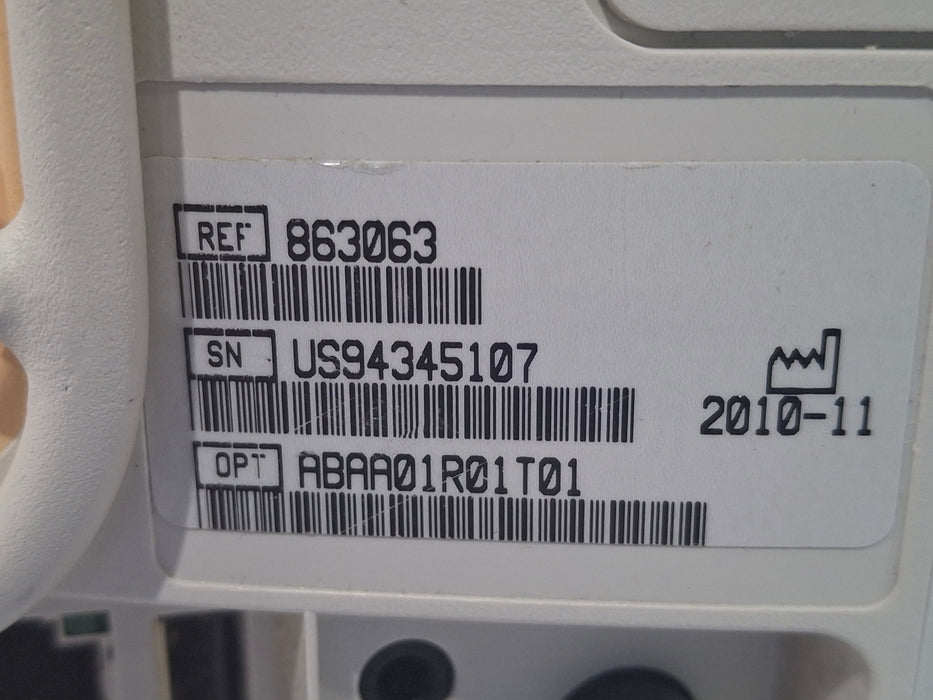 REF 863063
SN US94345107
2010-11
OPT ABAA01R01T01